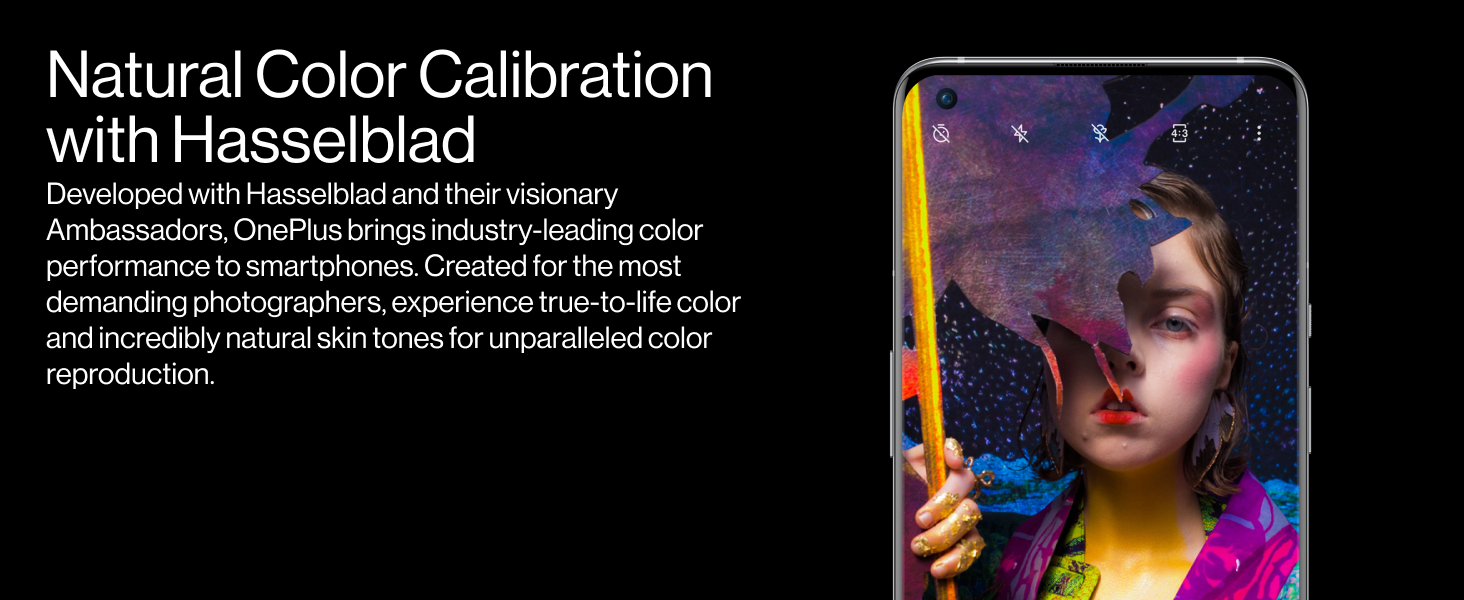 Natural Color Calibration
with Hasselblad
Developed with Hasselblad and their visionary
Ambassadors, OnePlus brings industry-leading color
performance to smartphones. Created for the most
demanding photographers, experience true-to-life color
and incredibly natural skin tones for unparalleled color
reproduction.
4:3